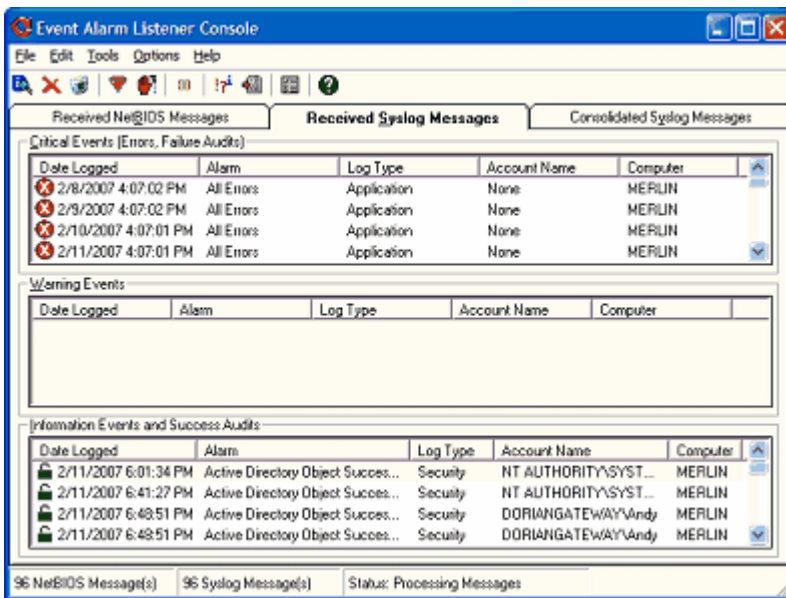 Event Alarm Listener Console
File Edit Tools Options Help
Received NetBIOS Messages Received Syslog Messages Consolidated Syslog Messages
Critical Events (Errors, Failure Audits)
Date Logged Alarm Log Type Account Name Computer
2/8/2007 4:07:02 PM All Errors Application None MERLIN
2/9/2007 4:07:02 PM All Errors Application None MERLIN
2/10/2007 4:07:01 PM All Errors Application None MERLIN
2/11/2007 4:07:01 PM All Errors Application None MERLIN
Warning Events
Date Logged Alarm Log Type Account Name Computer
Information Events and Success Audits
Date Logged Alarm Log Type Account Name Computer
2/11/2007 6:01:34 PM Active Directory Object Succes... Security NT AUTHORITY\SYST... MERLIN
2/11/2007 6:41:27 PM Active Directory Object Succes... Security NT AUTHORITY\SYST... MERLIN
2/11/2007 6:48:51 PM Active Directory Object Succes... Security DORIANGATEWAY\Andy MERLIN
2/11/2007 6:48:51 PM Active Directory Object Succes... Security DORIANGATEWAY\Andy MERLIN
96 NetBIOS Message(s) 96 Syslog Message(s) Status: Processing Messages